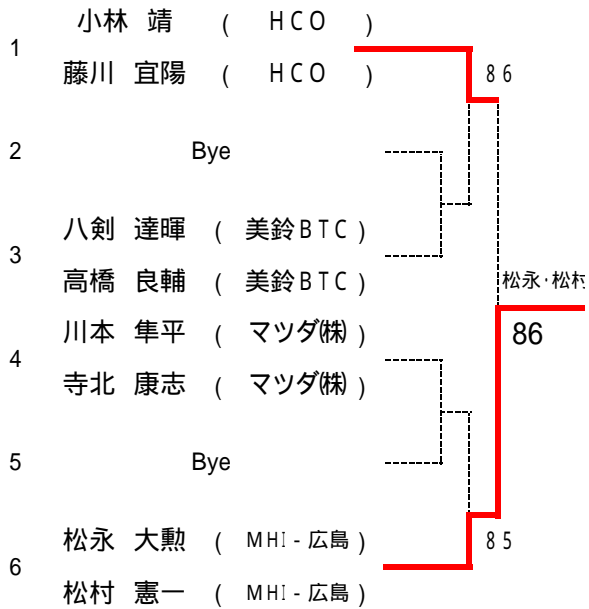 小林 靖 ( HCO )
1
藤川 宜陽 ( HCO ) 86
2 Bye
八剣 達暉 ( 美鈴BTC )
3
高橋 良輔 ( 美鈴BTC ) 松永・松村
川本 隼平 ( マツダ㈱ ) 86
4
寺北 康志 ( マツダ㈱ )
5 Bye
松永 大勲 ( MHI-広島 ) 85
6
松村 憲一 ( MHI-広島 )